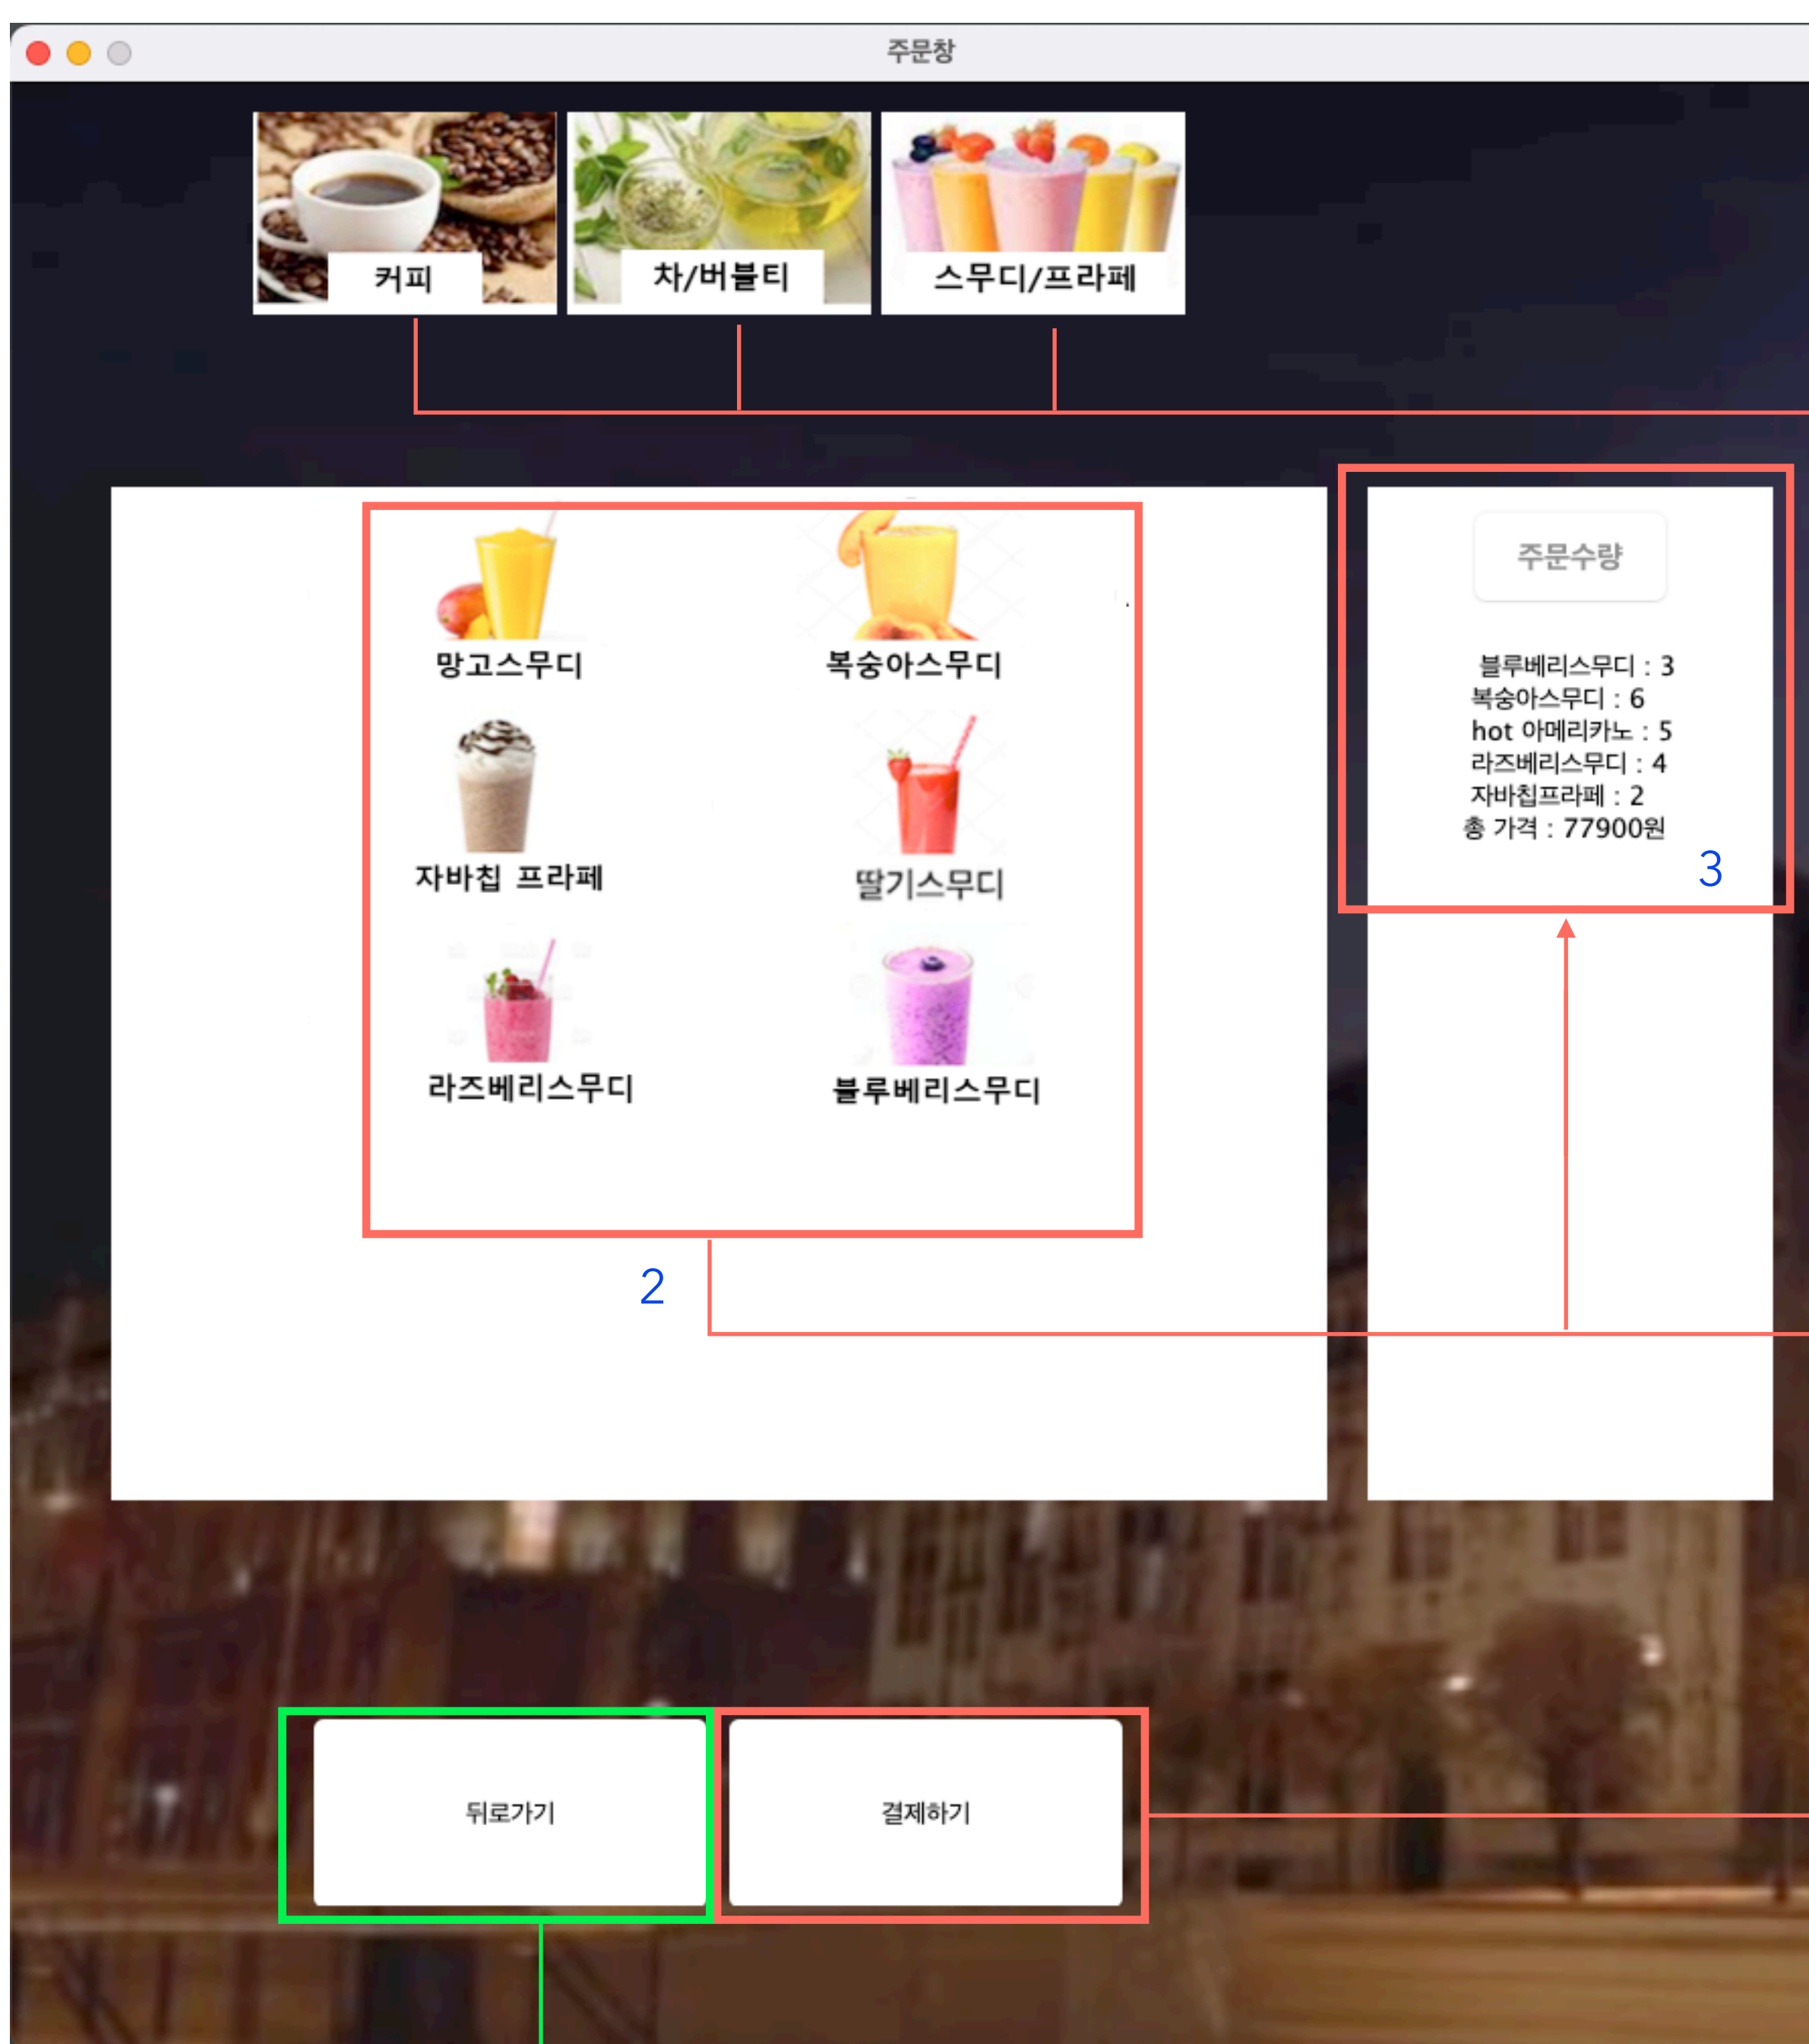 주문창
커피
차/버블티
스무디/프라페
망고스무디
복숭아스무디
자바칩 프라페
딸기스무디
라즈베리스무디
블루베리스무디
2
주문수량
블루베리스무디 : 3
복숭아스무디 : 6
hot 아메리카노 : 5
라즈베리스무디 : 4
자바칩프라페 : 2
총 가격 : 77900원
3
뒤로가기
결제하기